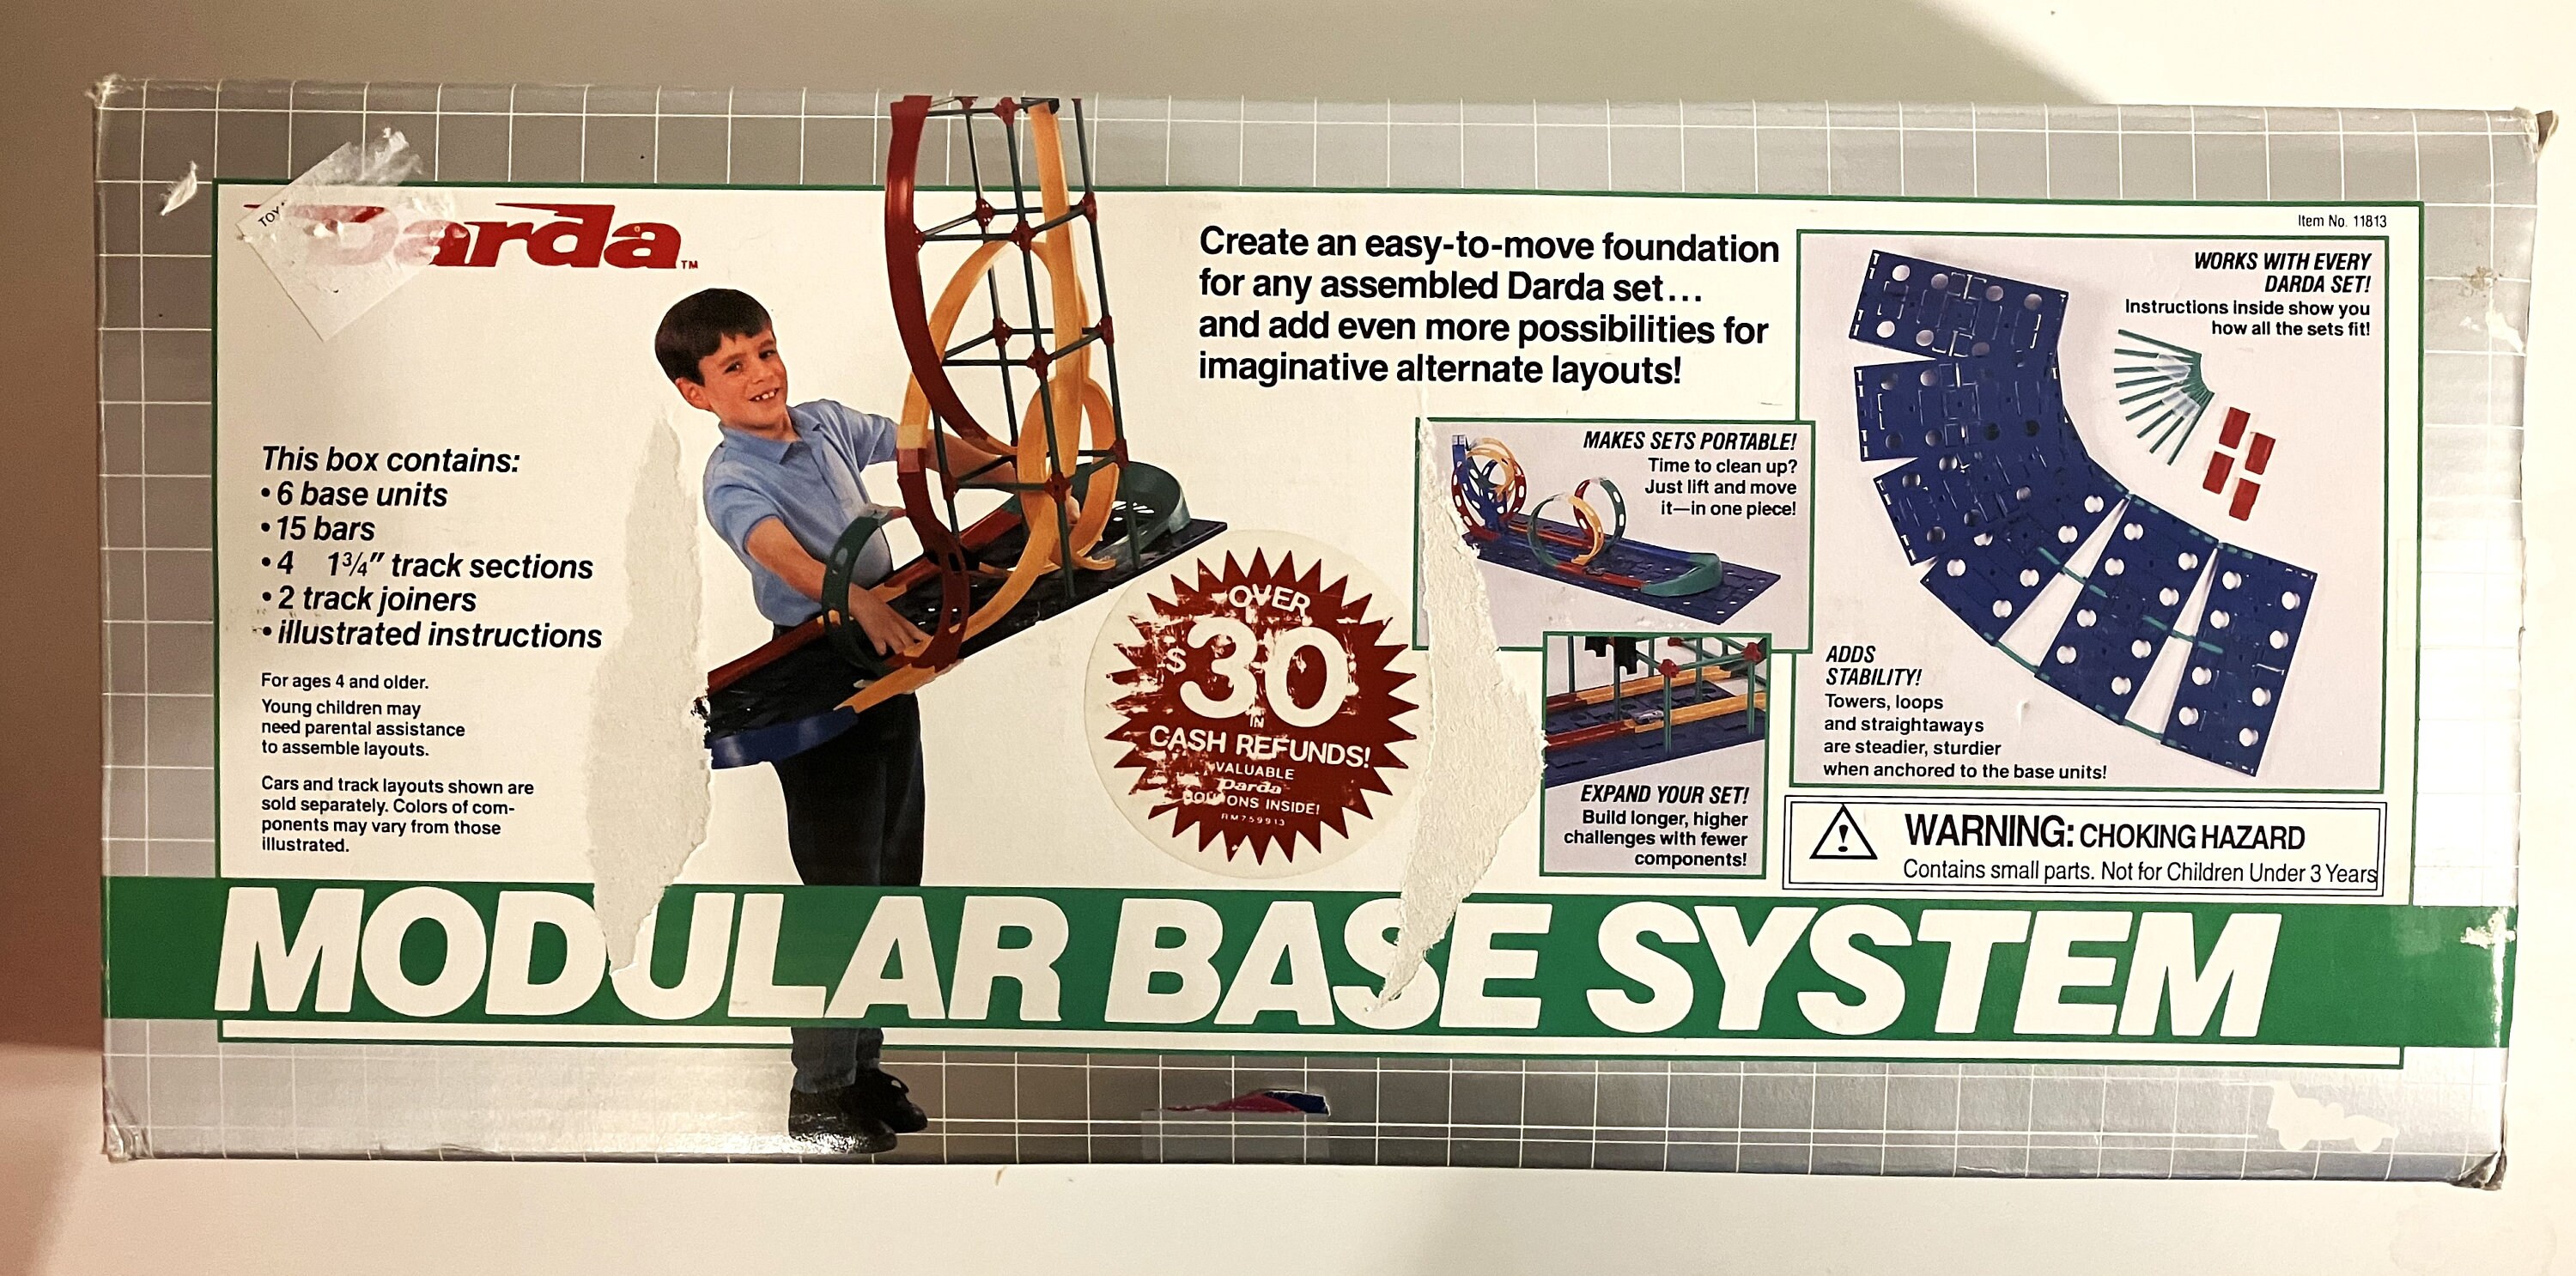 TOY
Darda™
This box contains:
• 6 base units
• 15 bars
• 4 1¾" track sections
• 2 track joiners
• illustrated instructions
For ages 4 and older.
Young children may
need parental assistance
to assemble layouts.
Cars and track layouts shown are
sold separately. Colors of com-
ponents may vary from those
illustrated.
Create an easy-to-move foundation
for any assembled Darda set...
and add even more possibilities for
imaginative alternate layouts!
OVER
$30
IN
CASH REFUNDS!
VALUABLE
Darda
COUPONS INSIDE!
RM759913
MAKES SETS PORTABLE!
Time to clean up?
Just lift and move
it—in one piece!
EXPAND YOUR SET!
Build longer, higher
challenges with fewer
components!
Item No. 11813
WORKS WITH EVERY
DARDA SET!
Instructions inside show you
how all the sets fit!
ADDS
STABILITY!
Towers, loops
and straightaways
are steadier, sturdier
when anchored to the base units!
WARNING: CHOKING HAZARD
Contains small parts. Not for Children Under 3 Years
MODULAR BASE SYSTEM